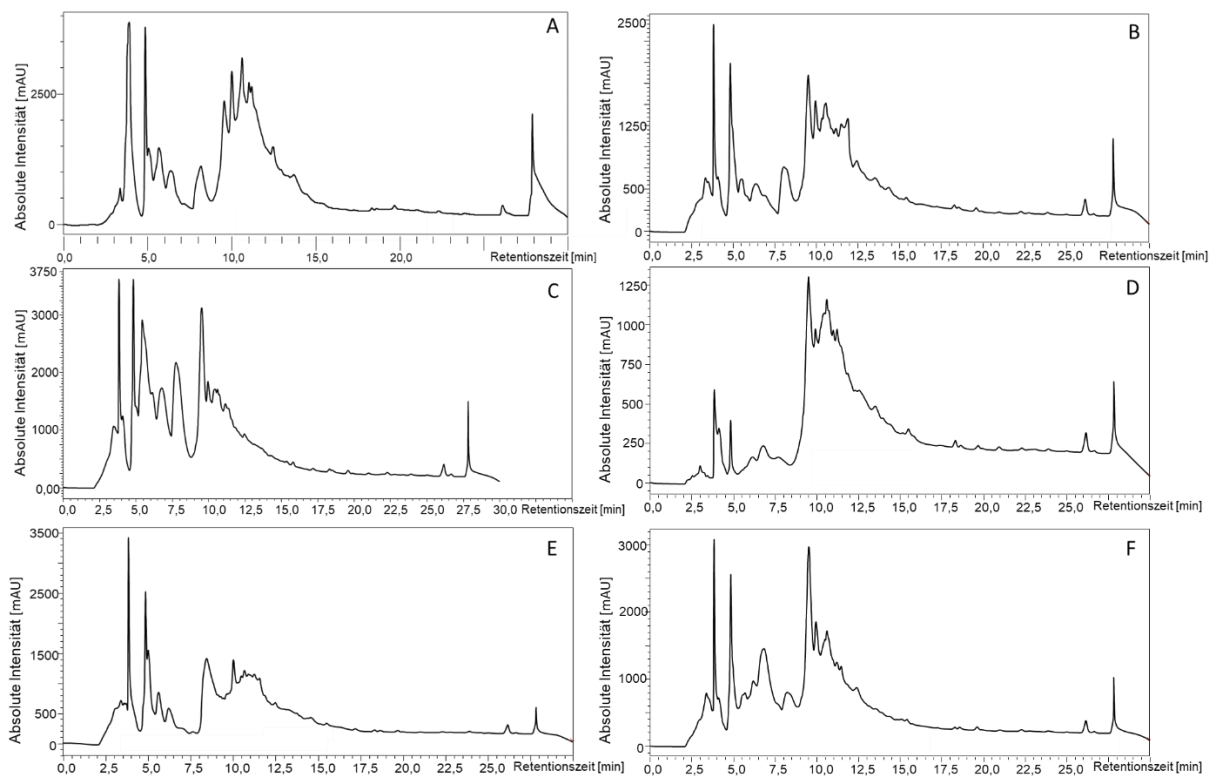 A
Absolute Intensität [mAU]
2500
0
0,0 5,0 10,0 15,0 20,0 Retentionszeit [min]
B
Absolute Intensität [mAU]
2500
1250
500
0
0,0 2,5 5,0 7,5 10,0 12,5 15,0 17,5 20,0 22,5 25,0 Retentionszeit [min]
C
Absolute Intensität [mAU]
3750
3000
2000
1000
0,00
0,0 2,5 5,0 7,5 10,0 12,5 15,0 17,5 20,0 22,5 25,0 27,5 30,0 Retentionszeit [min]
D
Absolute Intensität [mAU]
1250
1000
750
500
250
0
0,0 2,5 5,0 7,5 10,0 12,5 15,0 17,5 20,0 22,5 25,0 Retentionszeit [min]
E
Absolute Intensität [mAU]
3500
2500
1500
500
0
0,0 2,5 5,0 7,5 10,0 12,5 15,0 17,5 20,0 22,5 25,0 Retentionszeit [min]
F
Absolute Intensität [mAU]
3000
2000
1000
0
0,0 2,5 5,0 7,5 10,0 12,5 15,0 17,5 20,0 22,5 25,0 Retentionszeit [min]